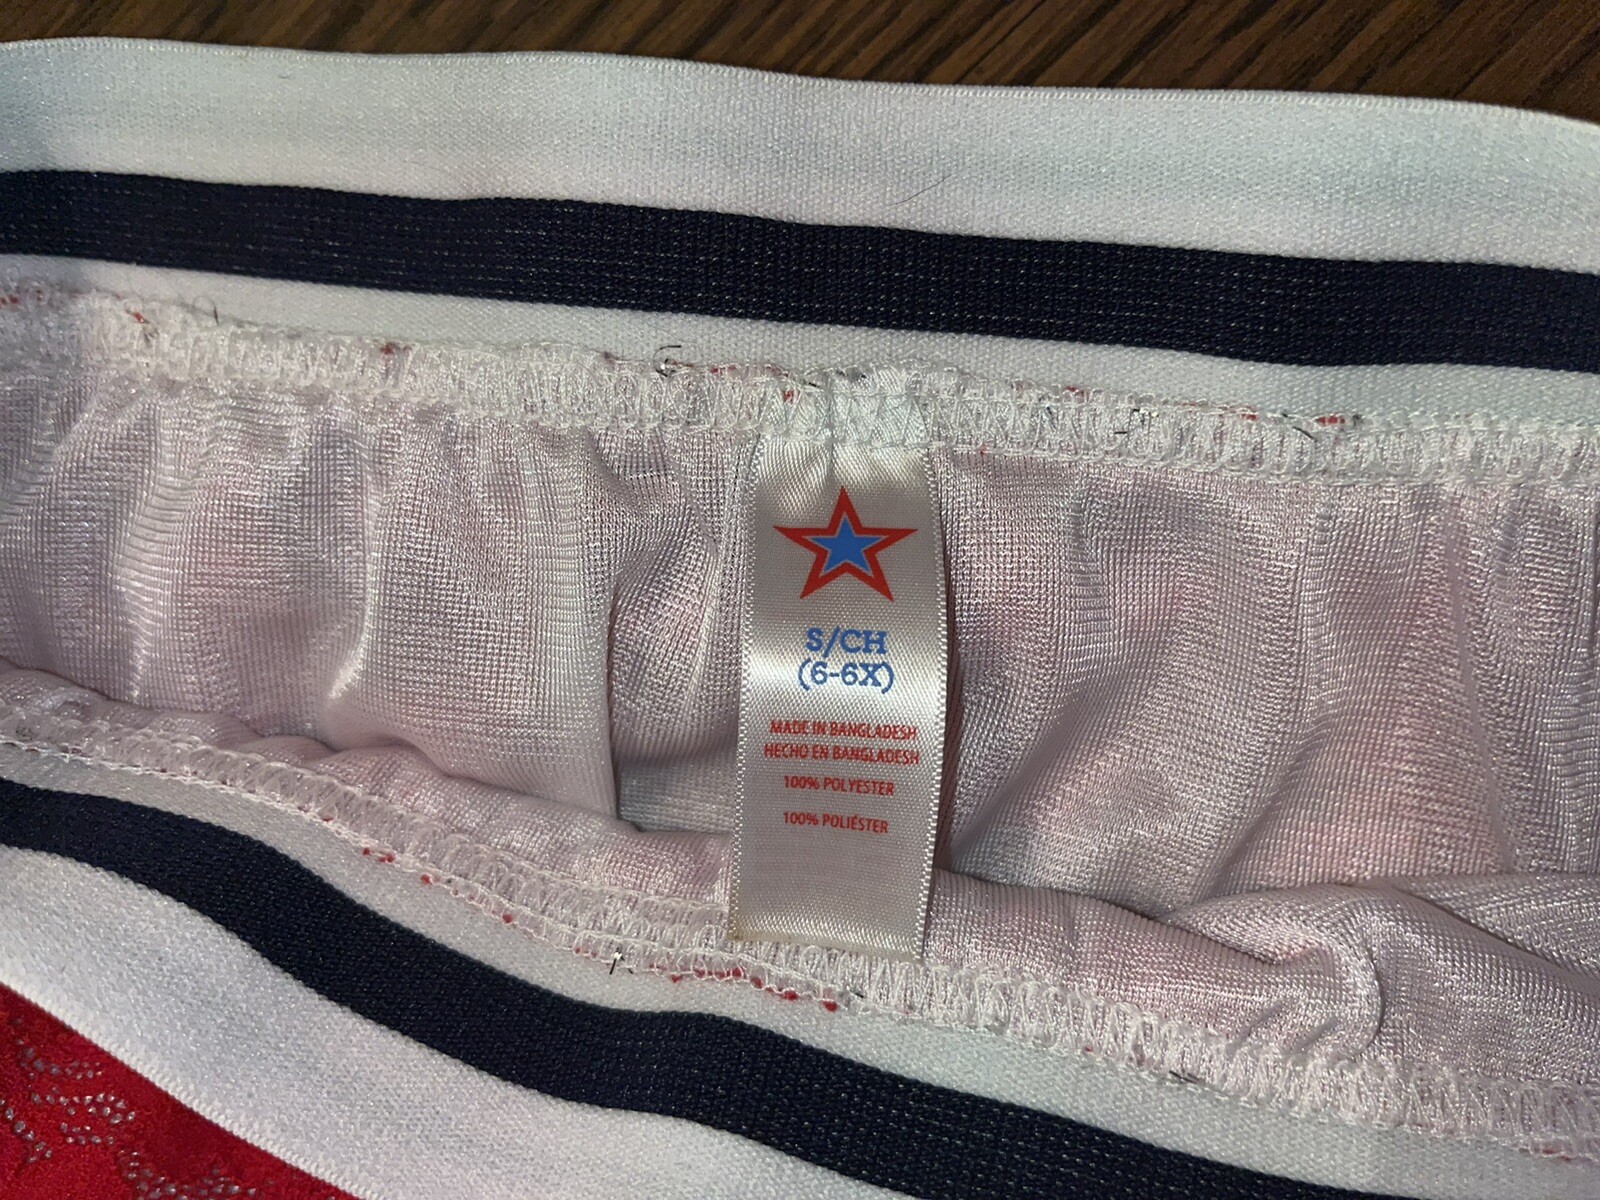 S/CH
(6-6X)
MADE IN BANGLADESH
HECHO EN BANGLADESH
100% POLYESTER
100% POLIÉSTER